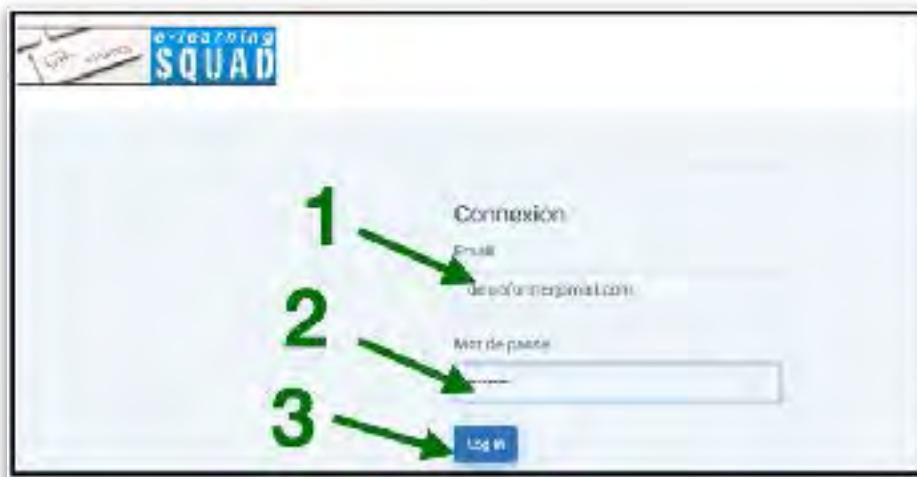 e-learning
SQUAD
1
Connexion
Email
2
Mot de passe
3
Log in